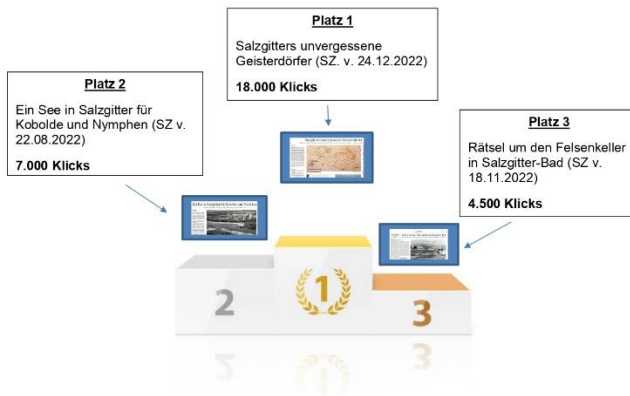 Platz 1
Salzgitters unvergessene
Geisterdörfer (SZ. v. 24.12.2022)
18.000 Klicks
Platz 2
Ein See in Salzgitter für
Kobolde und Nymphen (SZ v.
22.08.2022)
7.000 Klicks
Platz 3
Rätsel um den Felsenkeller
in Salzgitter-Bad (SZ v.
18.11.2022)
4.500 Klicks
2
1
3